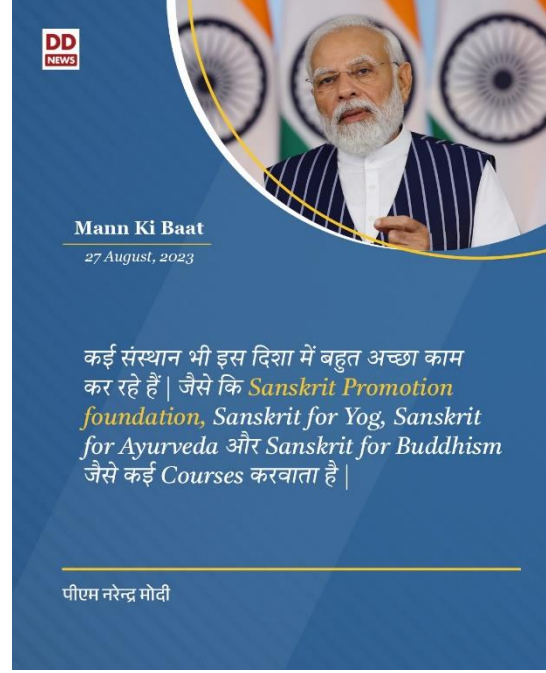 DD
NEWS
Mann Ki Baat
27 August, 2023
कई संस्थान भी इस दिशा में बहुत अच्छा काम
कर रहे हैं | जैसे कि Sanskrit Promotion
foundation, Sanskrit for Yog, Sanskrit
for Ayurveda और Sanskrit for Buddhism
जैसे कई Courses करवाता है |
पीएम नरेन्द्र मोदी